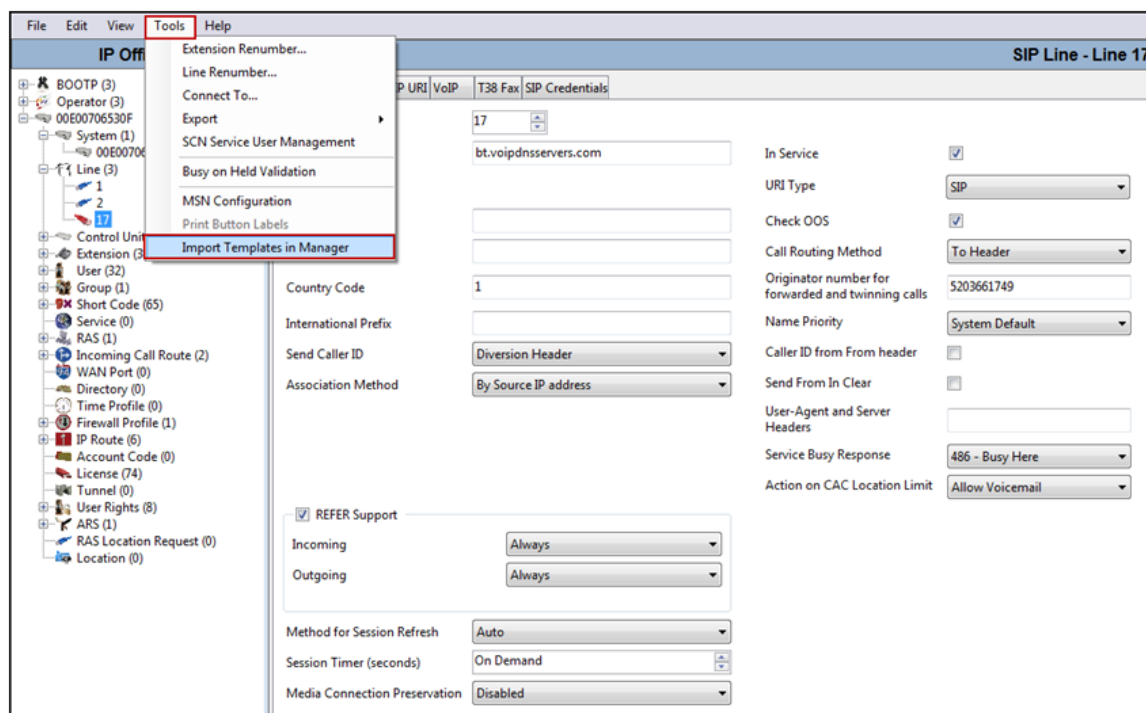 File Edit View Tools Help
IP Offi
SIP Line - Line 17
Extension Renumber...
Line Renumber...
Connect To...
Export
SCN Service User Management
Busy on Held Validation
MSN Configuration
Print Button Labels
Import Templates in Manager
BOOTP (3)
Operator (3)
00E00706530F
System (1)
00E00706
Line (3)
1
2
17
Control Unit
Extension (3
User (32)
Group (1)
Short Code (65)
Service (0)
RAS (1)
Incoming Call Route (2)
WAN Port (0)
Directory (0)
Time Profile (0)
Firewall Profile (1)
IP Route (6)
Account Code (0)
License (74)
Tunnel (0)
User Rights (8)
ARS (1)
RAS Location Request (0)
Location (0)
P URI VoIP T38 Fax SIP Credentials
17
bt.voipdnsservers.com
Country Code 1
International Prefix
Send Caller ID Diversion Header
Association Method By Source IP address
REFER Support
Incoming Always
Outgoing Always
Method for Session Refresh Auto
Session Timer (seconds) On Demand
Media Connection Preservation Disabled
In Service
URI Type SIP
Check OOS
Call Routing Method To Header
Originator number for
forwarded and twinning calls 5203661749
Name Priority System Default
Caller ID from From header
Send From In Clear
User-Agent and Server
Headers
Service Busy Response 486 - Busy Here
Action on CAC Location Limit Allow Voicemail